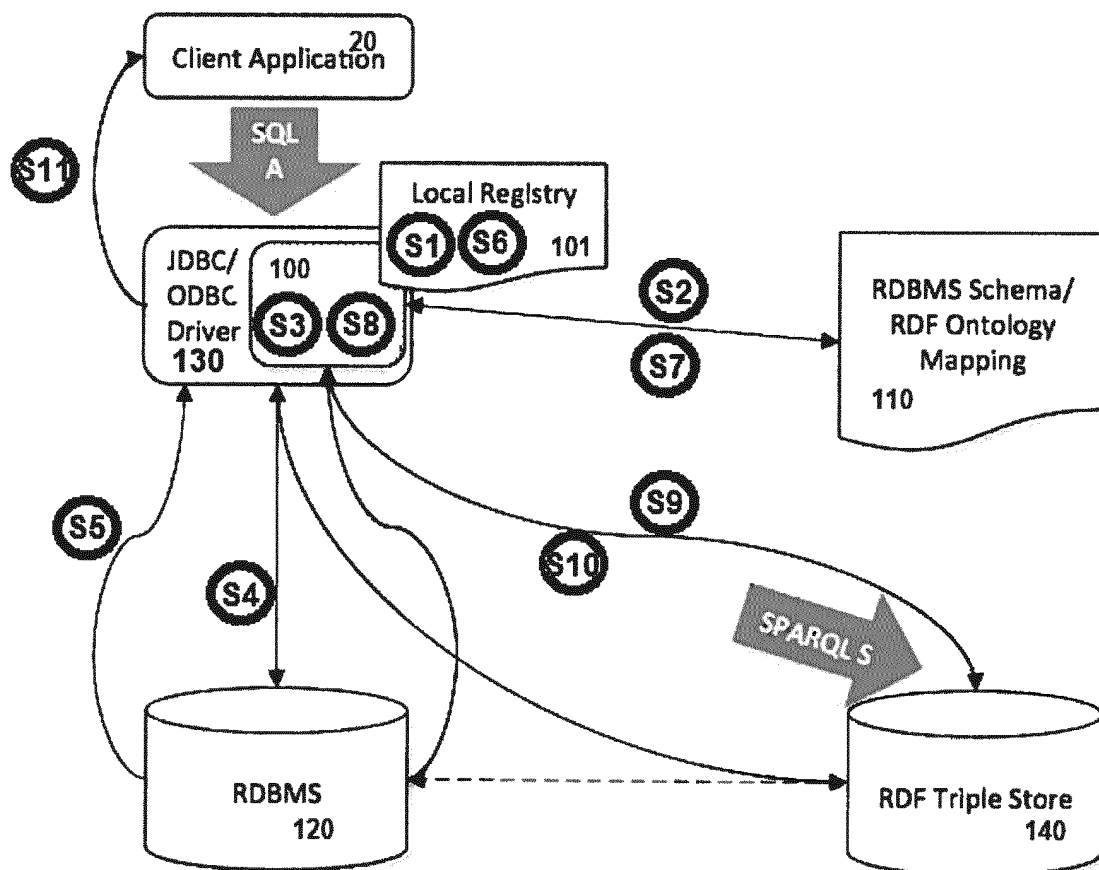 20
Client Application
SQL
A
S11
Local Registry
S1 S6 101
JDBC/
ODBC
Driver
130
100
S3 S8
S2
S7
RDBMS Schema/
RDF Ontology
Mapping
110
S5
S4
S9
S10
SPARQL S
RDBMS
120
RDF Triple Store
140